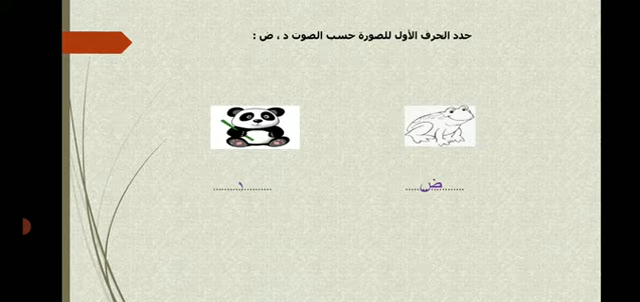 حدد الحرف الأول للصورة حسب الصوت د ، ض :
ض
د